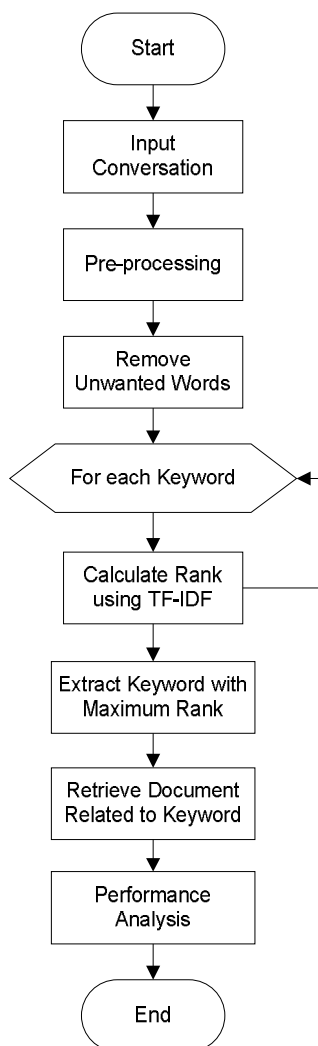 Start
Input
Conversation
Pre-processing
Remove
Unwanted Words
For each Keyword
Calculate Rank
using TF-IDF
Extract Keyword with
Maximum Rank
Retrieve Document
Related to Keyword
Performance
Analysis
End